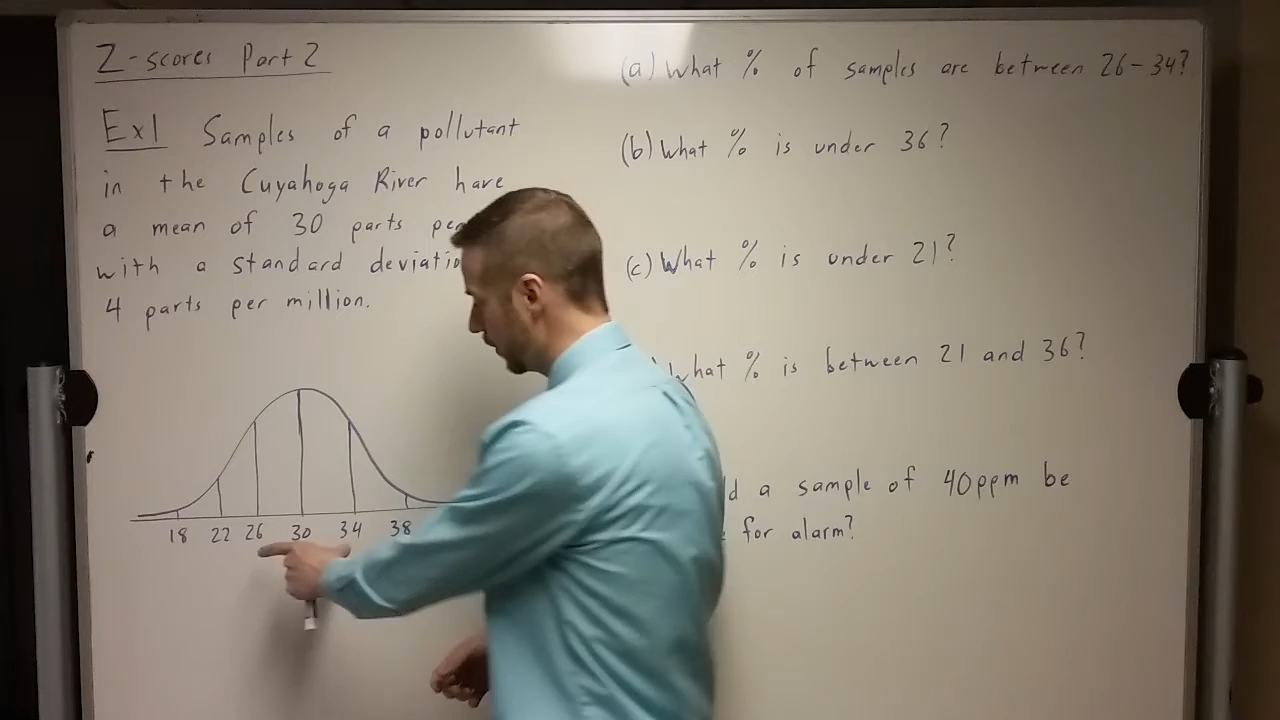 Z-scores Part 2
Ex1 Samples of a pollutant
in the Cuyahoga River have
a mean of 30 parts
with a standard
4 parts per million.
18 22 26 30 34 38
(a) What % of samples are between 26-34?
(b) What % is under 36?
(c) What % is under 21?
What % is between 21 and 36?
a sample of 40ppm be
for alarm?